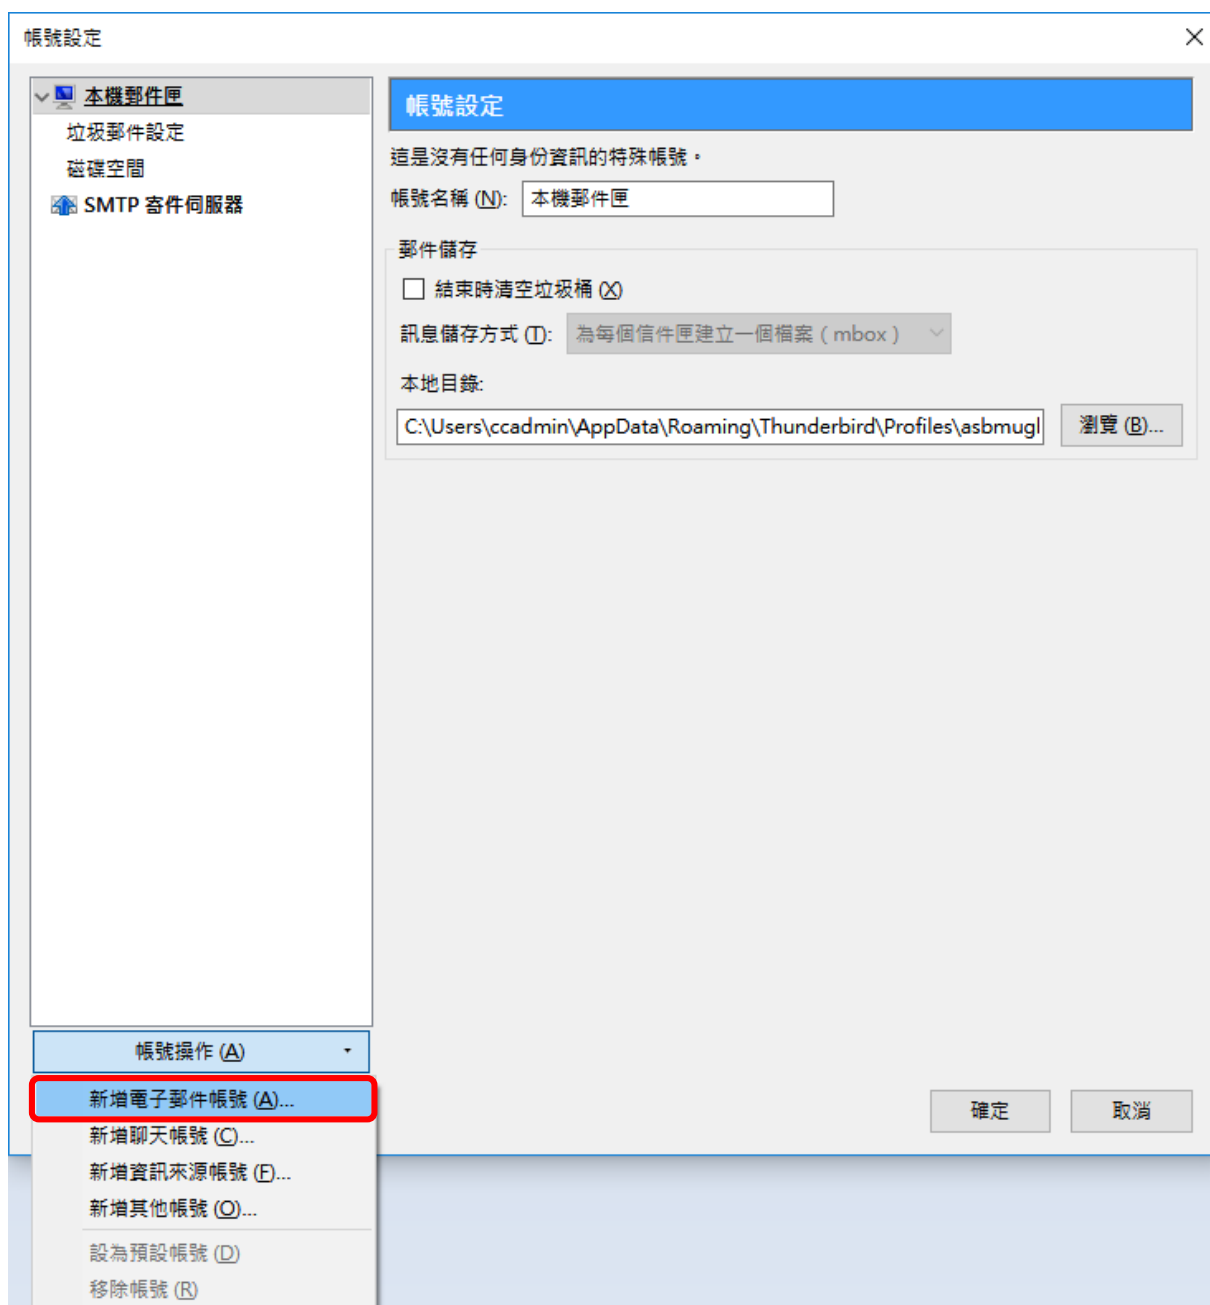 帳號設定
本機郵件匣
垃圾郵件設定
磁碟空間
SMTP 寄件伺服器
帳號設定
這是沒有任何身份資訊的特殊帳號。
帳號名稱 (N): 本機郵件匣
郵件儲存
結束時清空垃圾桶 (X)
訊息儲存方式 (T): 為每個信件匣建立一個檔案 ( mbox )
本地目錄:
C:\Users\ccadmin\AppData\Roaming\Thunderbird\Profiles\asbmugl 瀏覽 (B)...
帳號操作 (A)
新增電子郵件帳號 (A)...
新增聊天帳號 (C)...
新增資訊來源帳號 (F)...
新增其他帳號 (O)...
設為預設帳號 (D)
移除帳號 (R)
確定 取消